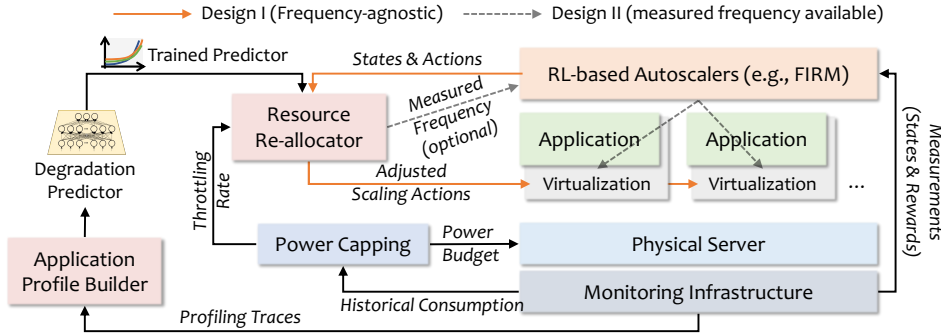 Design I (Frequency-agnostic)
Design II (measured frequency available)
Trained Predictor
States & Actions
RL-based Autoscalers (e.g., FIRM)
Resource
Re-allocator
Measured
Frequency
(optional)
Application
Application
Virtualization
Virtualization
...
Degradation
Predictor
Adjusted
Scaling Actions
Throttling
Rate
Measurements
(States & Rewards)
Power Capping
Power
Budget
Physical Server
Application
Profile Builder
Historical Consumption
Monitoring Infrastructure
Profiling Traces